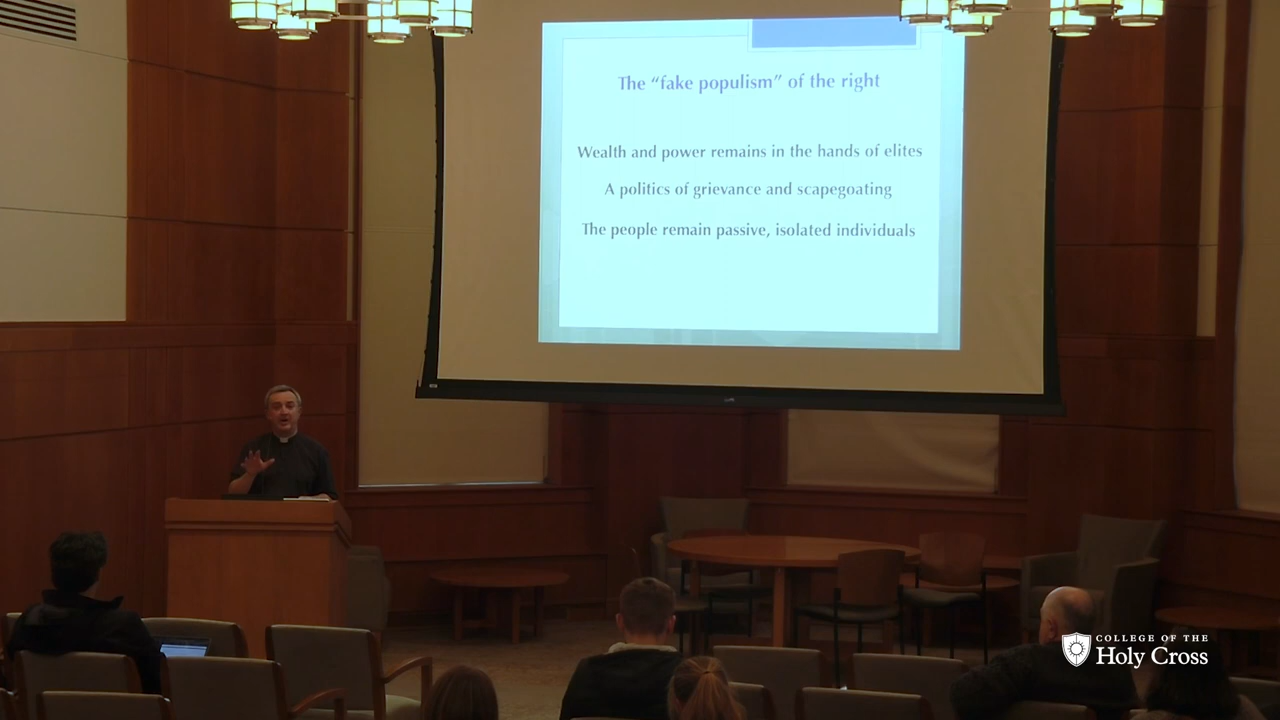 The “fake populism” of the right
Wealth and power remains in the hands of elites
A politics of grievance and scapegoating
The people remain passive, isolated individuals
COLLEGE OF THE
Holy Cross